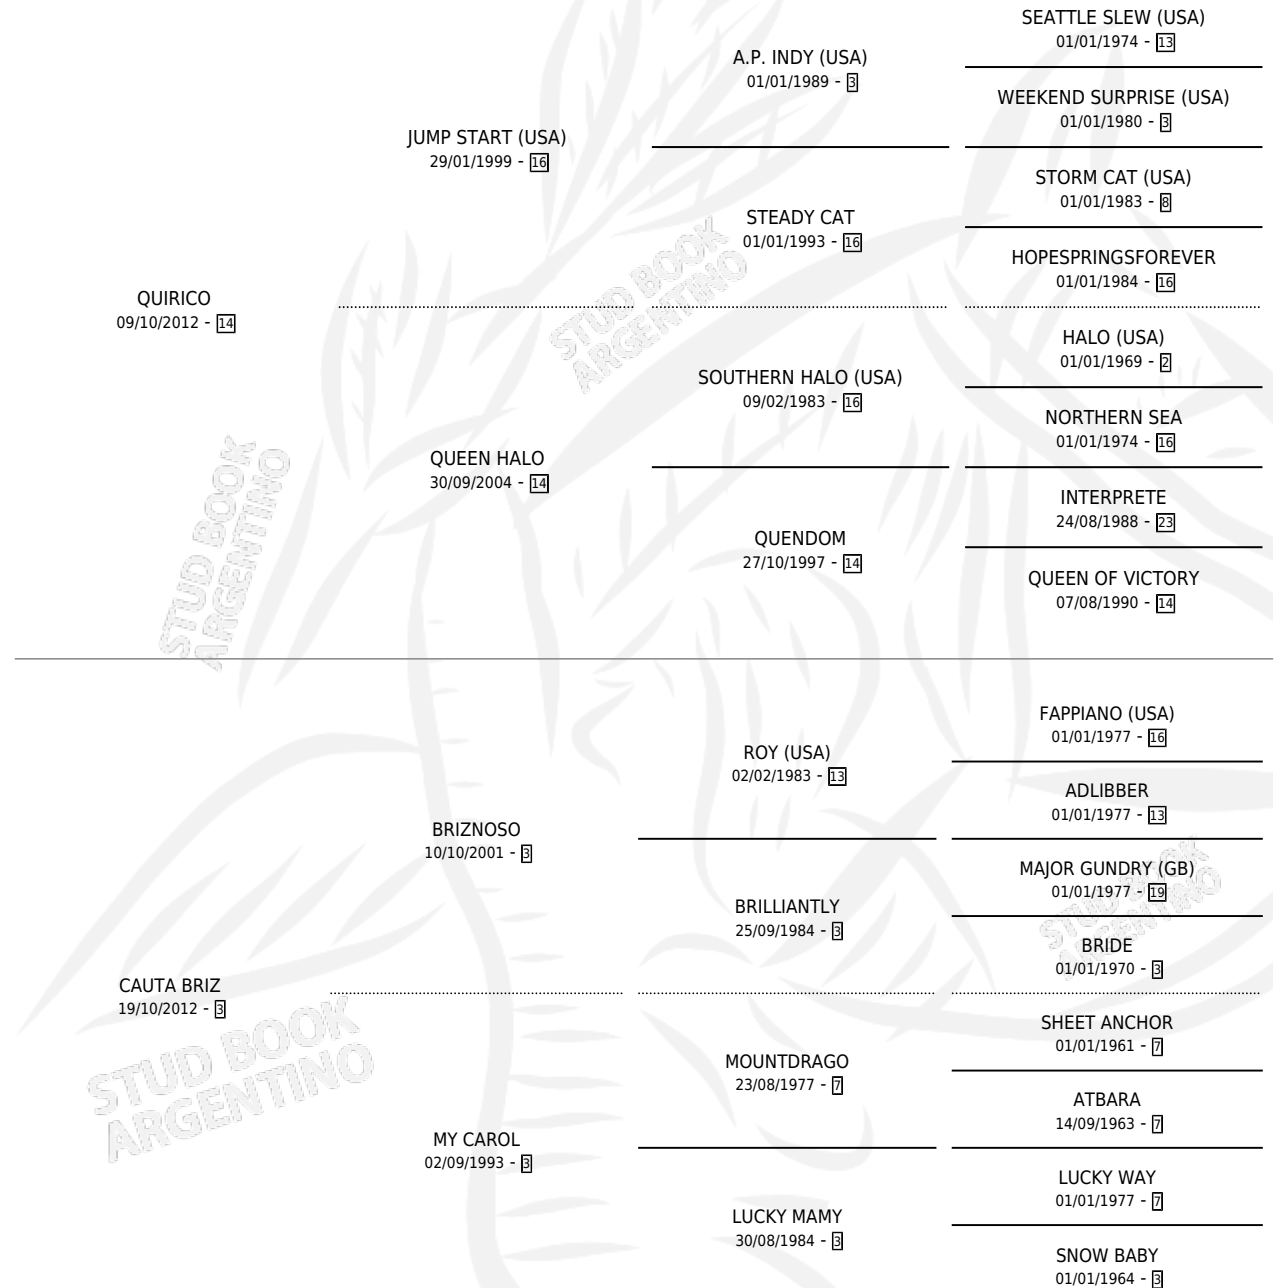 SEATTLE SLEW (USA)
01/01/1974 - 13
A.P. INDY (USA)
01/01/1989 - 3
WEEKEND SURPRISE (USA)
01/01/1980 - 3
JUMP START (USA)
29/01/1999 - 16
STORM CAT (USA)
01/01/1983 - 8
STEADY CAT
01/01/1993 - 16
HOPESPRINGSFOREVER
01/01/1984 - 16
QUIRICO
09/10/2012 - 14
HALO (USA)
01/01/1969 - 2
SOUTHERN HALO (USA)
09/02/1983 - 16
NORTHERN SEA
01/01/1974 - 16
QUEEN HALO
30/09/2004 - 14
INTERPRETE
24/08/1988 - 23
QUENDOM
27/10/1997 - 14
QUEEN OF VICTORY
07/08/1990 - 14
FAPPIANO (USA)
01/01/1977 - 16
ROY (USA)
02/02/1983 - 13
ADLIBBER
01/01/1977 - 13
BRIZNOSO
10/10/2001 - 3
MAJOR GUNDRY (GB)
01/01/1977 - 19
BRILLIANTLY
25/09/1984 - 3
BRIDE
01/01/1970 - 3
CAUTA BRIZ
19/10/2012 - 3
SHEET ANCHOR
01/01/1961 - 7
MOUNTDRAGO
23/08/1977 - 7
ATBARA
14/09/1963 - 7
MY CAROL
02/09/1993 - 3
LUCKY WAY
01/01/1977 - 7
LUCKY MAMY
30/08/1984 - 3
SNOW BABY
01/01/1964 - 3
STUD BOOK
ARGENTINO
STUD BOOK
ARGENTINO
STUD BOOK
ARGENTINO
STUD BOOK
ARGENTINO